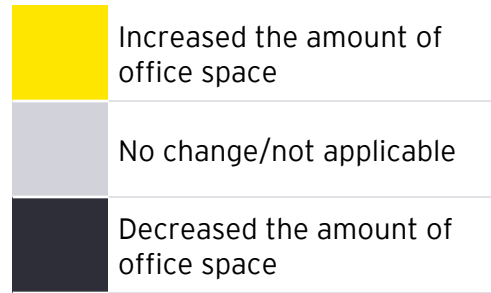 Increased the amount of
office space
No change/not applicable
Decreased the amount of
office space